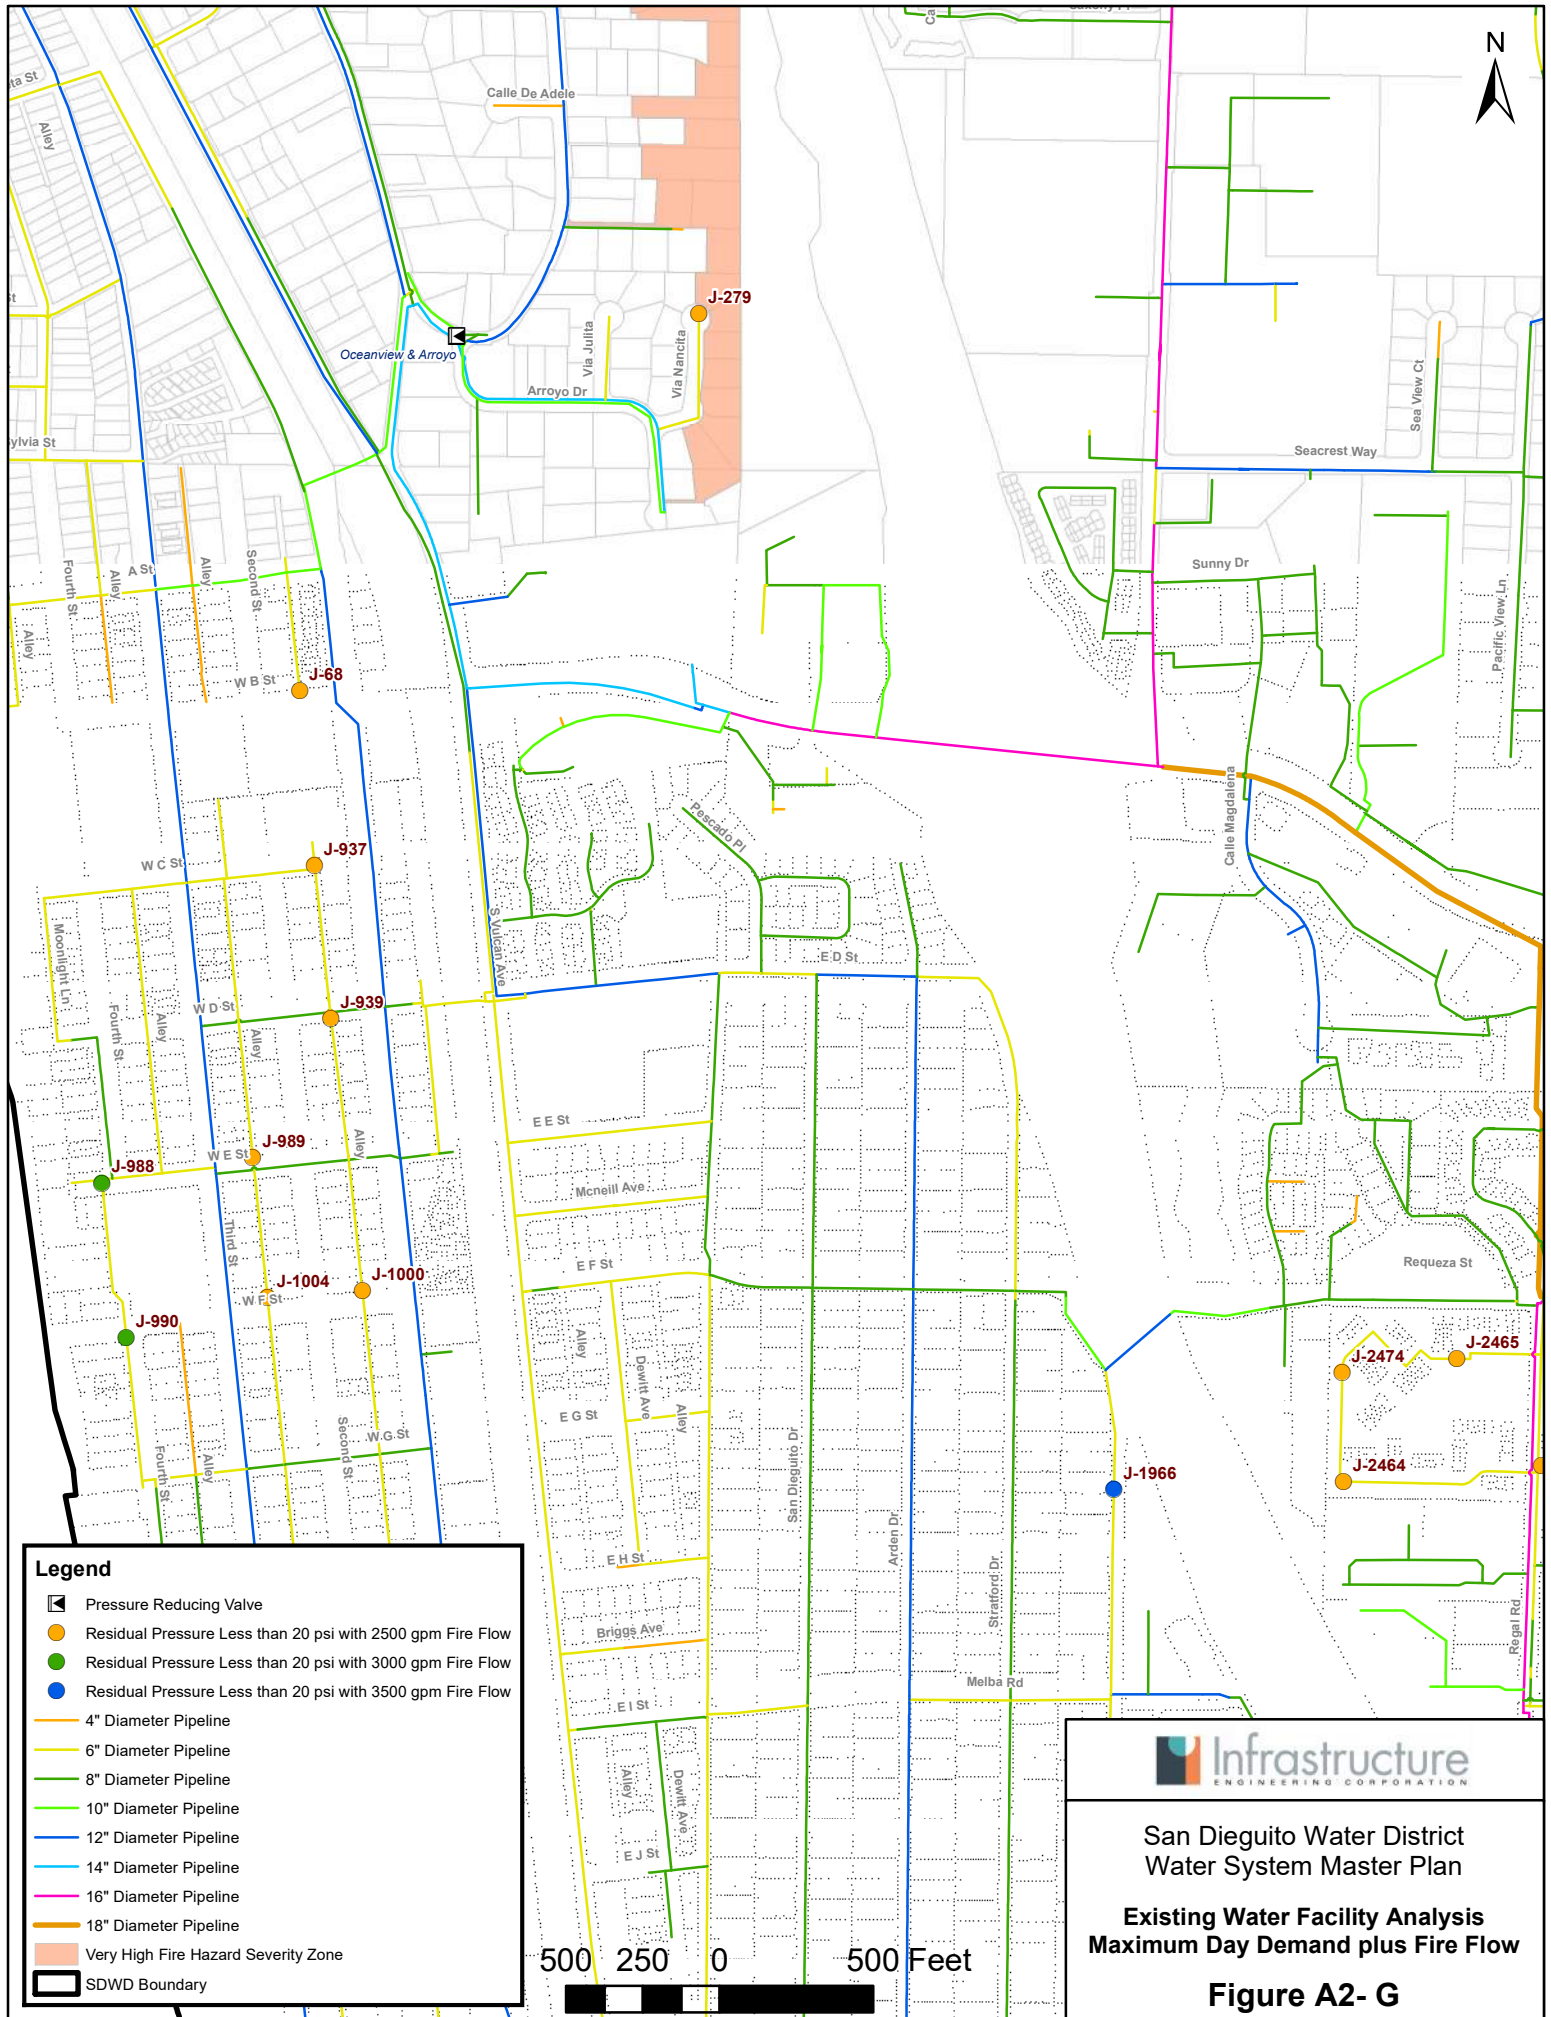 Saxony Pl
Ca
N
eta St
Alley
Calle De Adele
J-279
st
Oceanview & Arroyo
Via Julita
Via Nancita
Arroyo Dr
Sea View Ct
Sylvia St
Seacrest Way
A St
Fourth St
Alley
Alley
Second St
Sunny Dr
Alley
Pacific View Ln
J-68
W B St
Calle Magdalena
Pescado Pl
J-937
W C St
Moonlight Ln
S Vulcan Ave
E D St
W D St
J-939
Fourth St
Alley
Alley
E E St
Alley
J-989
W E St
J-988
Mcneill Ave
Third St
E F St
Requeza St
J-1004
J-1000
W F St
J-990
Alley
Dewitt Ave
J-2465
J-2474
E G St
Alley
San Dieguito Dr
W G St
Second St
Fourth St
Alley
J-1966
J-2464
Arden Dr
E H St
Stratford Dr
Briggs Ave
Regal Rd
Melba Rd
E I St
Alley
Dewitt Ave
E J St
Legend
Pressure Reducing Valve
Residual Pressure Less than 20 psi with 2500 gpm Fire Flow
Residual Pressure Less than 20 psi with 3000 gpm Fire Flow
Residual Pressure Less than 20 psi with 3500 gpm Fire Flow
4" Diameter Pipeline
6" Diameter Pipeline
8" Diameter Pipeline
10" Diameter Pipeline
12" Diameter Pipeline
14" Diameter Pipeline
16" Diameter Pipeline
18" Diameter Pipeline
Very High Fire Hazard Severity Zone
SDWD Boundary
500 250 0 500 Feet
Infrastructure
ENGINEERING CORPORATION
San Dieguito Water District
Water System Master Plan
Existing Water Facility Analysis
Maximum Day Demand plus Fire Flow
Figure A2- G